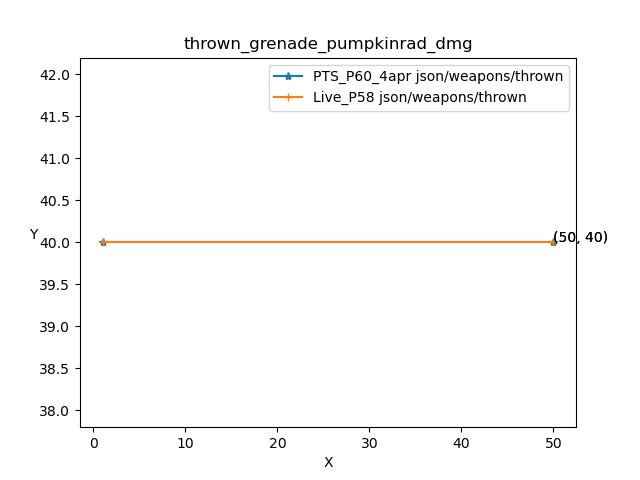 thrown_grenade_pumpkinrad_dmg
PTS_P60_4apr json/weapons/thrown
Live_P58 json/weapons/thrown
42.0
41.5
41.0
40.5
Y
40.0
(50, 40)
39.5
39.0
38.5
38.0
0 10 20 30 40 50
X